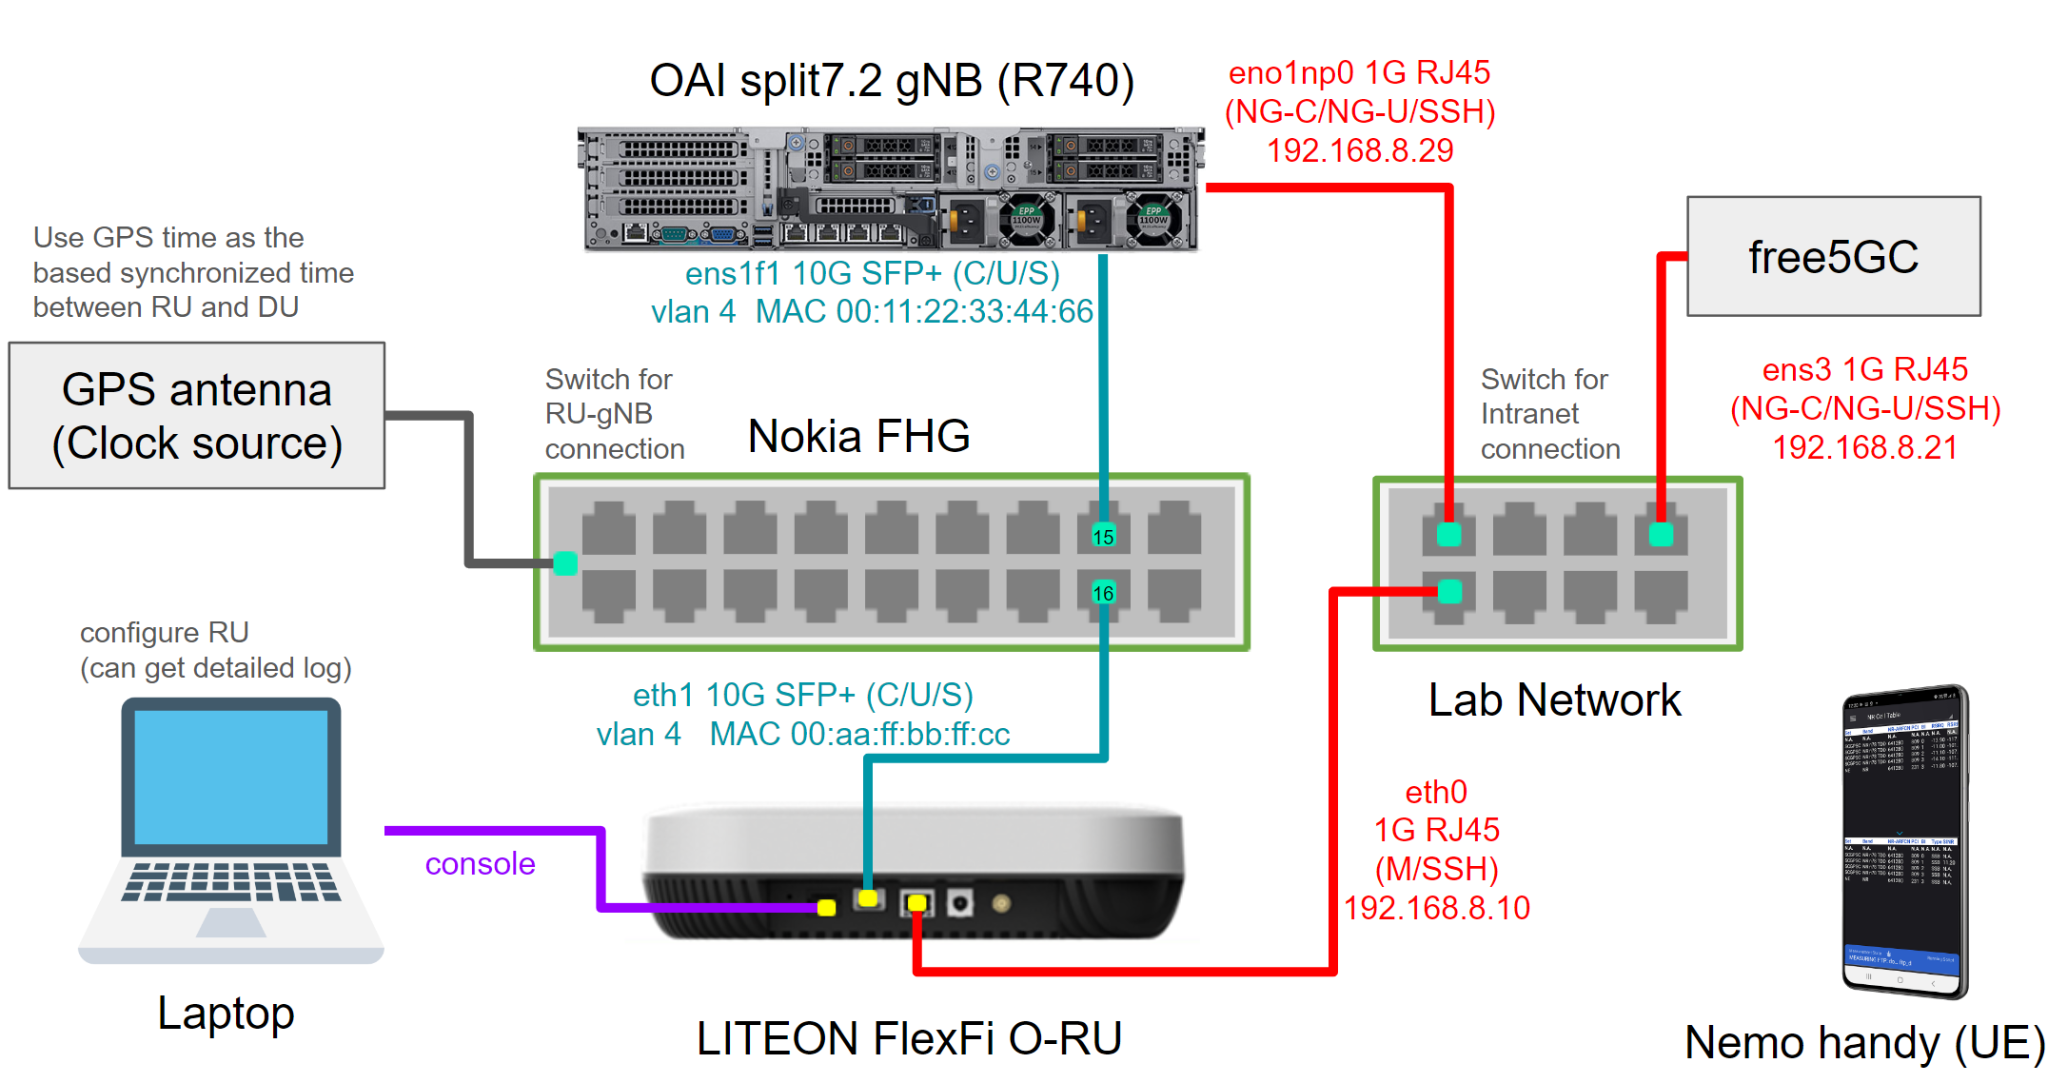 OAI split7.2 gNB (R740)
eno1np0 1G RJ45
(NG-C/NG-U/SSH)
192.168.8.29
EPP
1100W
EPP
1100W
Use GPS time as the
based synchronized time
between RU and DU
ens1f1 10G SFP+ (C/U/S)
vlan 4 MAC 00:11:22:33:44:66
free5GC
GPS antenna
(Clock source)
Switch for
RU-gNB
connection
Nokia FHG
Switch for
Intranet
connection
ens3 1G RJ45
(NG-C/NG-U/SSH)
192.168.8.21
15
16
configure RU
(can get detailed log)
eth1 10G SFP+ (C/U/S)
vlan 4 MAC 00:aa:ff:bb:ff:cc
Lab Network
console
eth0
1G RJ45
(M/SSH)
192.168.8.10
Laptop
LITEON FlexFi O-RU
Nemo handy (UE)